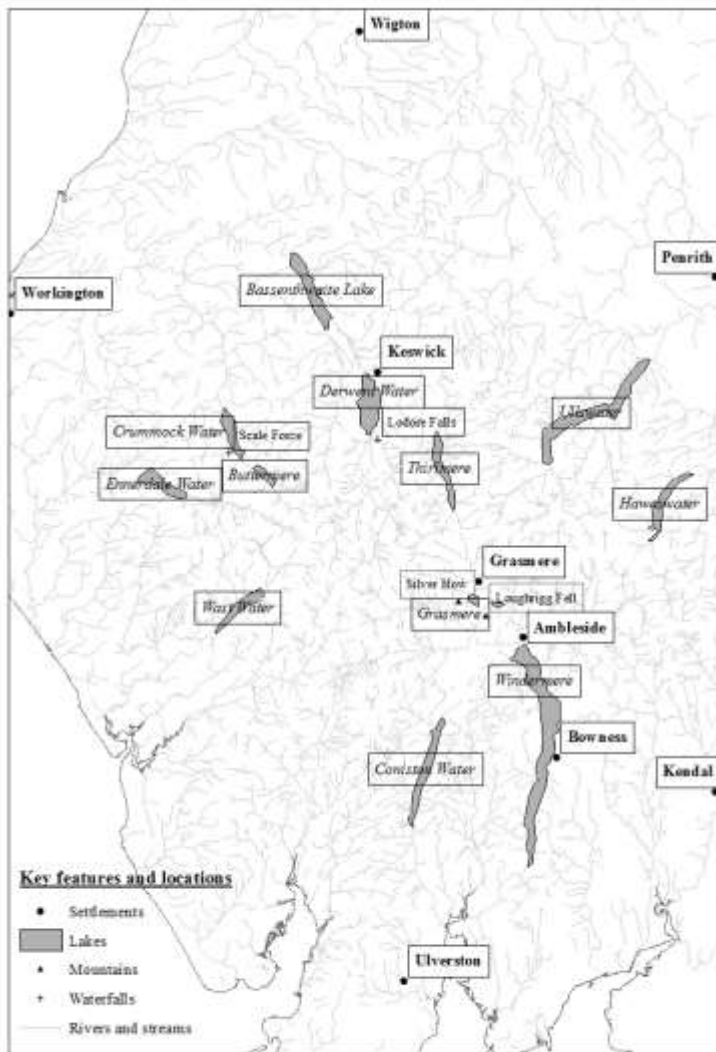 Wigton
Penrith
Bassenthwaite Lake
Workington
Keswick
Derwent Water
Ullswater
Crummock Water
Scale Force
Lodore Falls
Thirlmere
Buttermere
Ennerdale Water
Haweswater
Grasmere
Silver How
Loughrigg Fell
Wast Water
Grasmere
Ambleside
Windermere
Bowness
Coniston Water
Kendal
Key features and locations
Settlements
Lakes
Mountains
Waterfalls
Rivers and streams
Ulverston